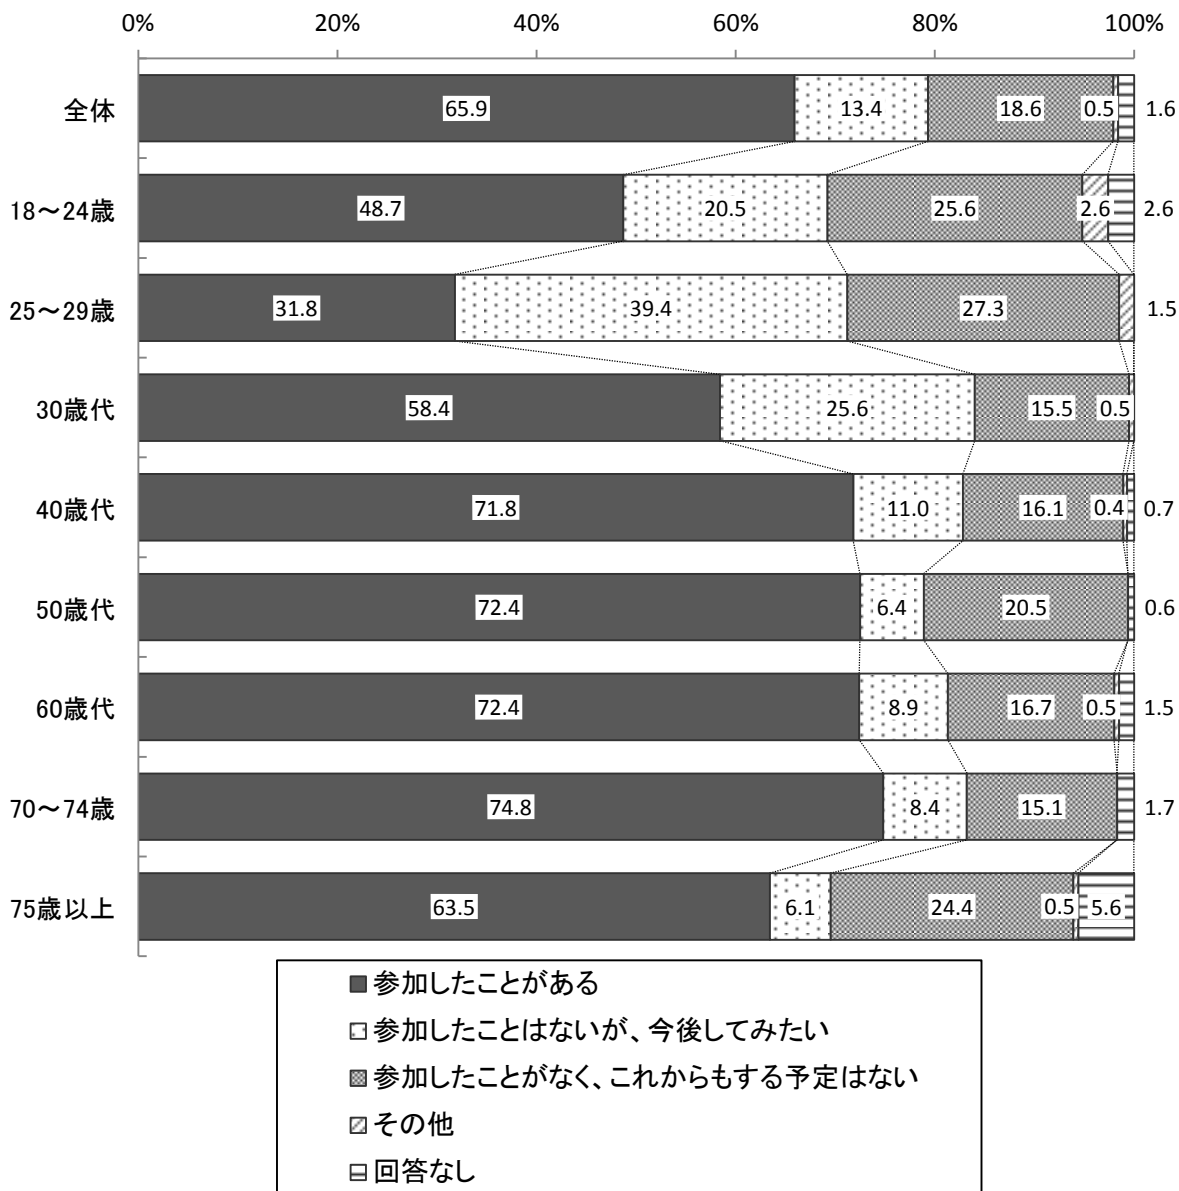 0% 20% 40% 60% 80% 100%
全体 65.9 13.4 18.6 0.5 1.6
18～24歳 48.7 20.5 25.6 2.6 2.6
25～29歳 31.8 39.4 27.3 1.5
30歳代 58.4 25.6 15.5 0.5
40歳代 71.8 11.0 16.1 0.4 0.7
50歳代 72.4 6.4 20.5 0.6
60歳代 72.4 8.9 16.7 0.5 1.5
70～74歳 74.8 8.4 15.1 1.7
75歳以上 63.5 6.1 24.4 0.5 5.6
参加したことがある
参加したことはないが、今後してみたい
参加したことがなく、これからもする予定はない
その他
回答なし